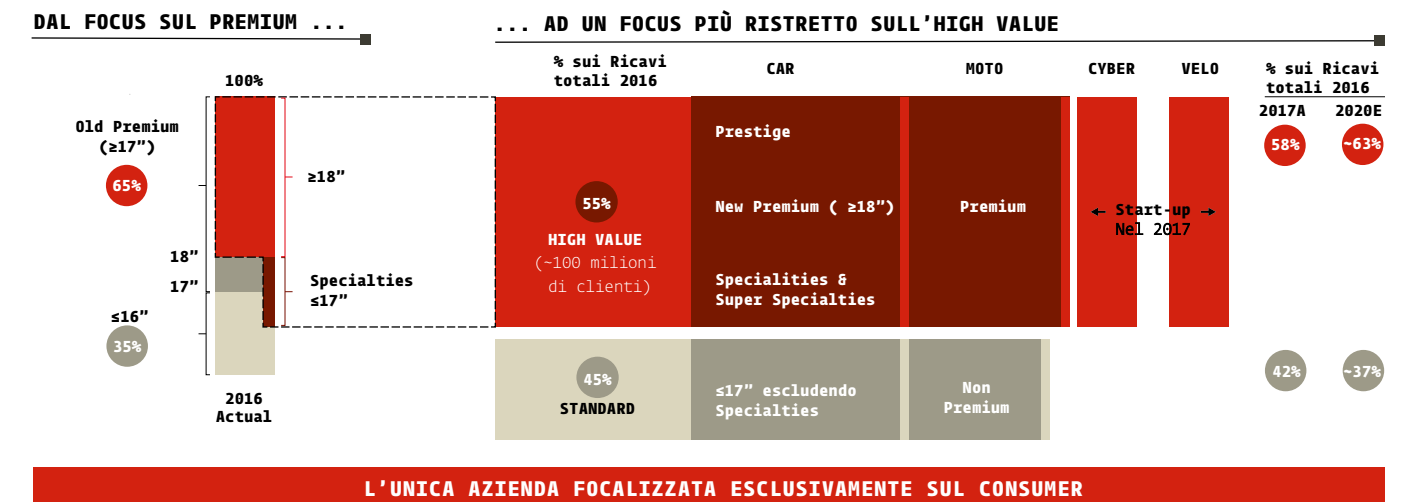 DAL FOCUS SUL PREMIUM ...
... AD UN FOCUS PIÙ RISTRETTO SULL'HIGH VALUE
100%
Old Premium
(≥17”)
65%
≥18”
18”
17”
Specialties
≤17”
≤16”
35%
2016
Actual
% sui Ricavi
totali 2016
CAR
MOTO
CYBER
VELO
% sui Ricavi
totali 2016
2017A
2020E
58%
~63%
55%
HIGH VALUE
(~100 milioni
di clienti)
Prestige
New Premium ( ≥18”)
Specialities &
Super Specialties
Premium
← Start-up →
Nel 2017
45%
STANDARD
≤17” escludendo
Specialties
Non
Premium
42%
~37%
L'UNICA AZIENDA FOCALIZZATA ESCLUSIVAMENTE SUL CONSUMER